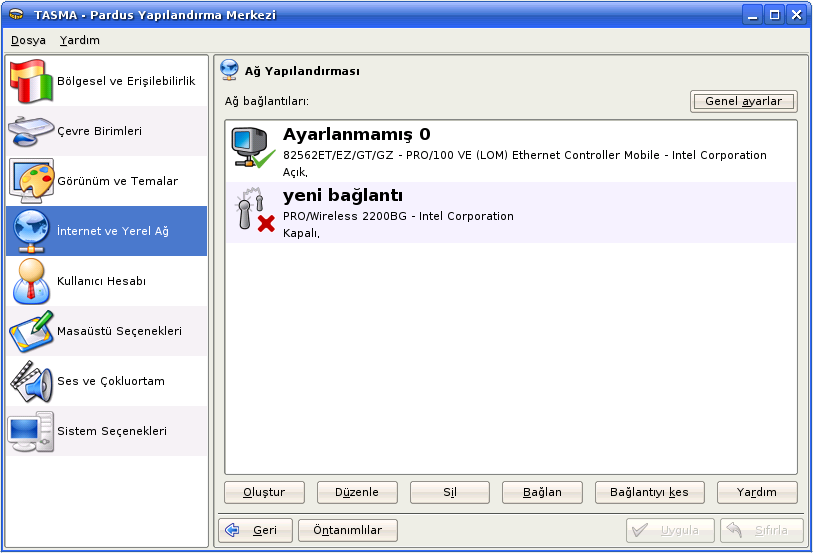 TASMA - Pardus Yapılandırma Merkezi
Dosya Yardım
Bölgesel ve Erişilebilirlik
Çevre Birimleri
Görünüm ve Temalar
İnternet ve Yerel Ağ
Kullanıcı Hesabı
Masaüstü Seçenekleri
Ses ve Çokluortam
Sistem Seçenekleri
Ağ Yapılandırması
Ağ bağlantıları:
Genel ayarlar
Ayarlanmamış 0
82562ET/EZ/GT/GZ - PRO/100 VE (LOM) Ethernet Controller Mobile - Intel Corporation
Açık,
yeni bağlantı
PRO/Wireless 2200BG - Intel Corporation
Kapalı,
Oluştur Düzenle Sil Bağlan Bağlantıyı kes Yardım
Geri Öntanımlılar Uygula Sıfırla